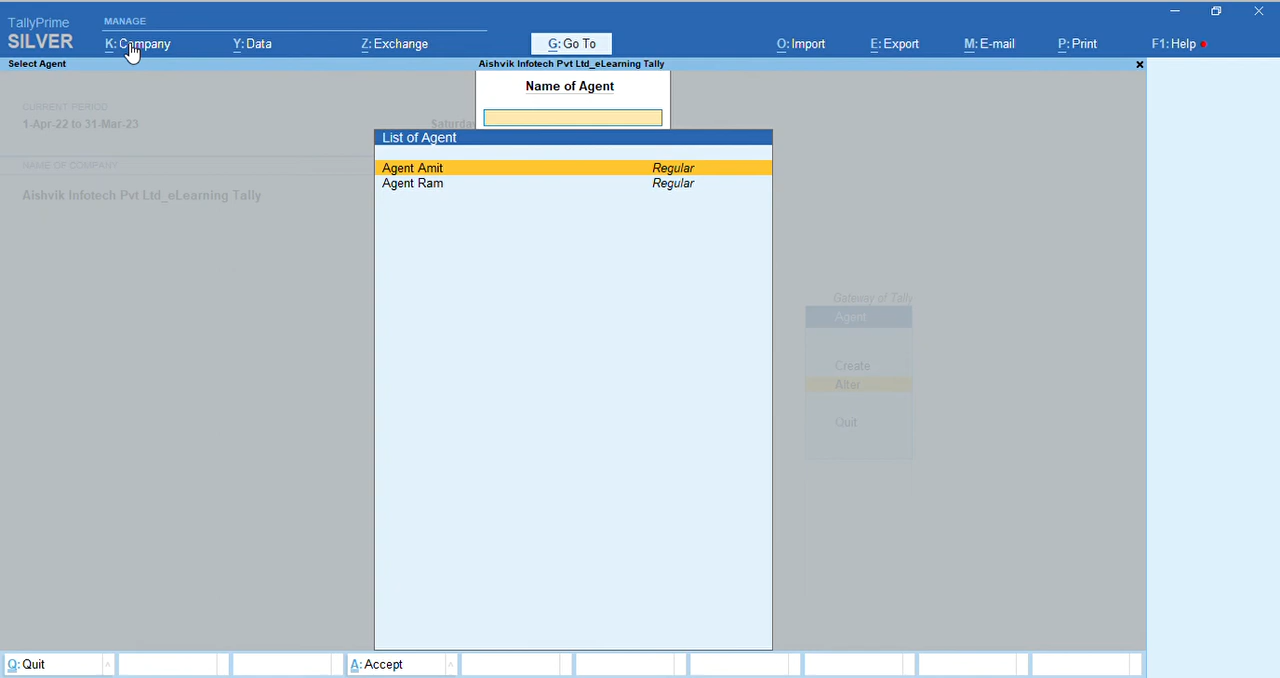 TallyPrime
SILVER
MANAGE
K: Company
Y: Data
Z: Exchange
G: Go To
O: Import
E: Export
M: E-mail
P: Print
F1: Help
Select Agent
Aishvik Infotech Pvt Ltd_eLearning Tally
Name of Agent
CURRENT PERIOD
1-Apr-22 to 31-Mar-23
Saturday
NAME OF COMPANY
Aishvik Infotech Pvt Ltd_eLearning Tally
List of Agent
Agent Amit Regular
Agent Ram Regular
Gateway of Tally
Agent
Create
Alter
Quit
Q: Quit
A: Accept